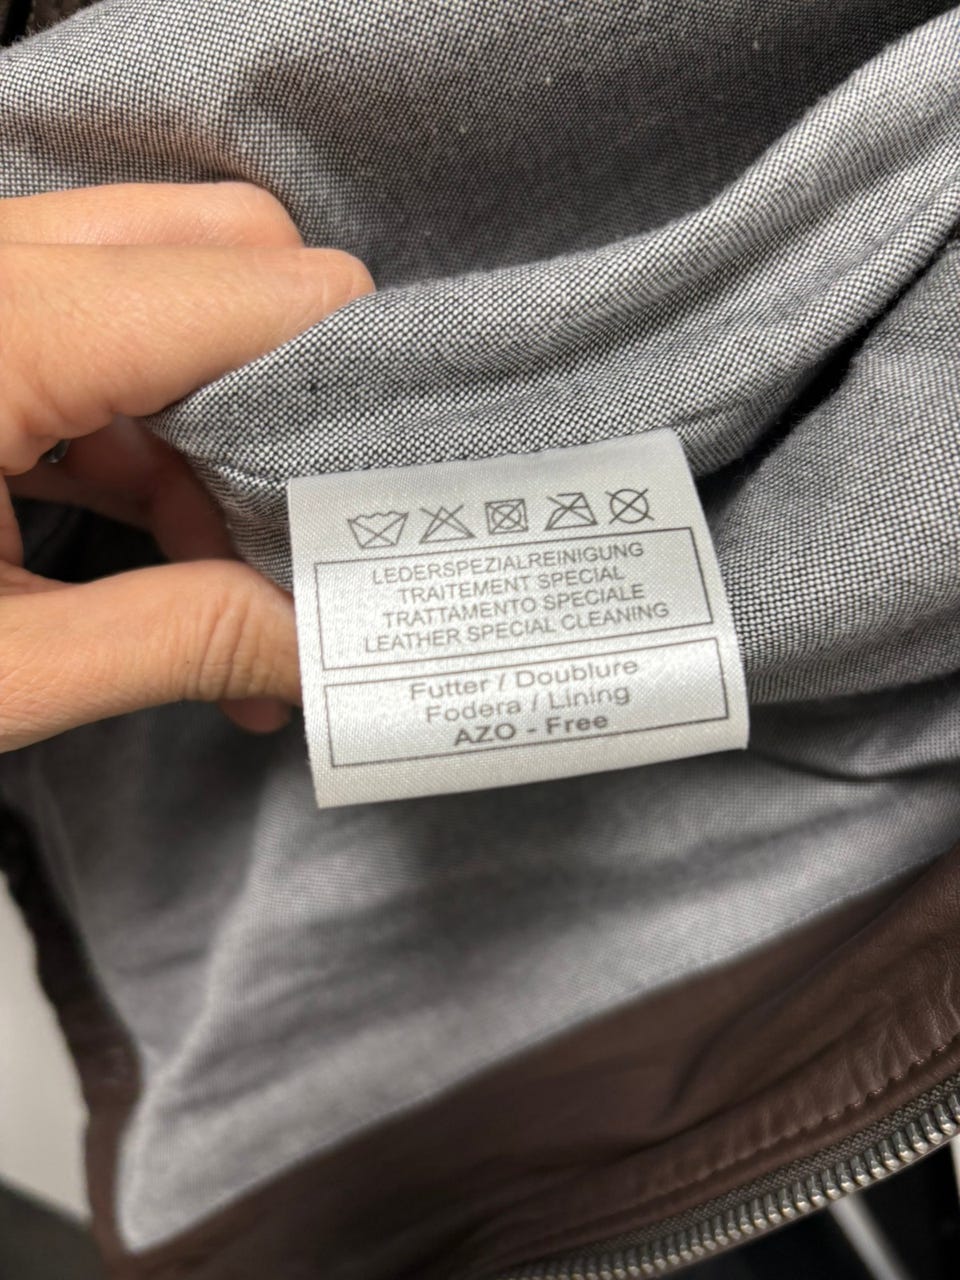 LEDERSPEZIALREINIGUNG
TRAITEMENT SPECIAL
TRATTAMENTO SPECIALE
LEATHER SPECIAL CLEANING
Futter / Doublure
Fodera / Lining
AZO - Free